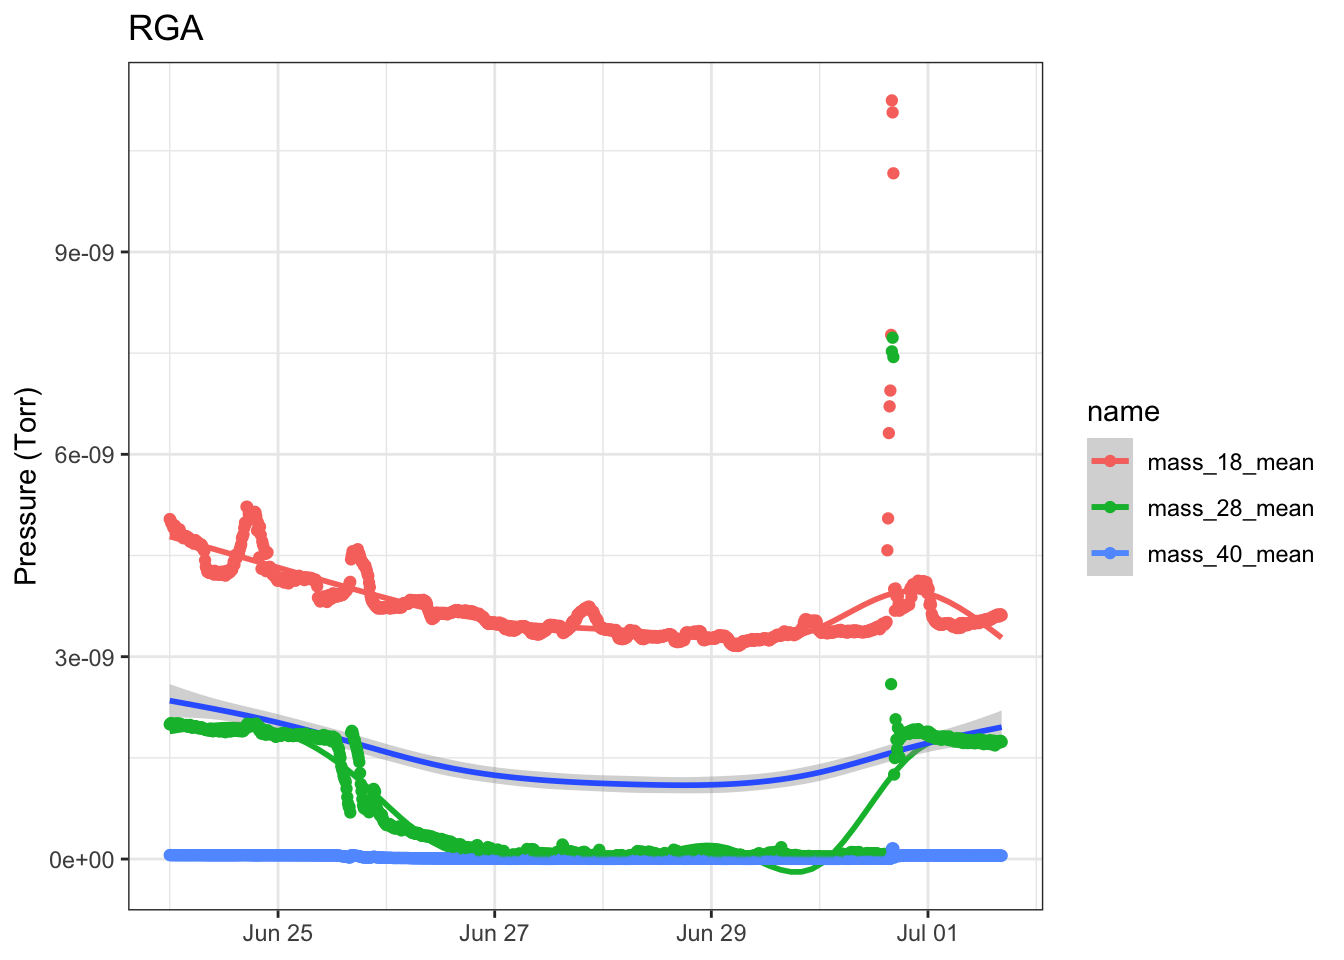 RGA
Pressure (Torr)
9e-09
6e-09
3e-09
0e+00
Jun 25
Jun 27
Jun 29
Jul 01
name
mass_18_mean
mass_28_mean
mass_40_mean